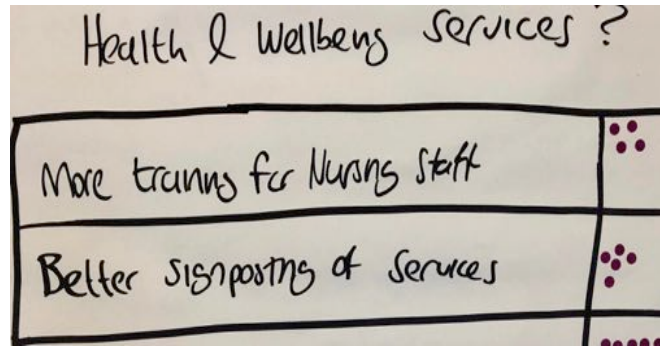 Health & Wellbeing Services?
More training for Nursing Staff
Better signposting of services